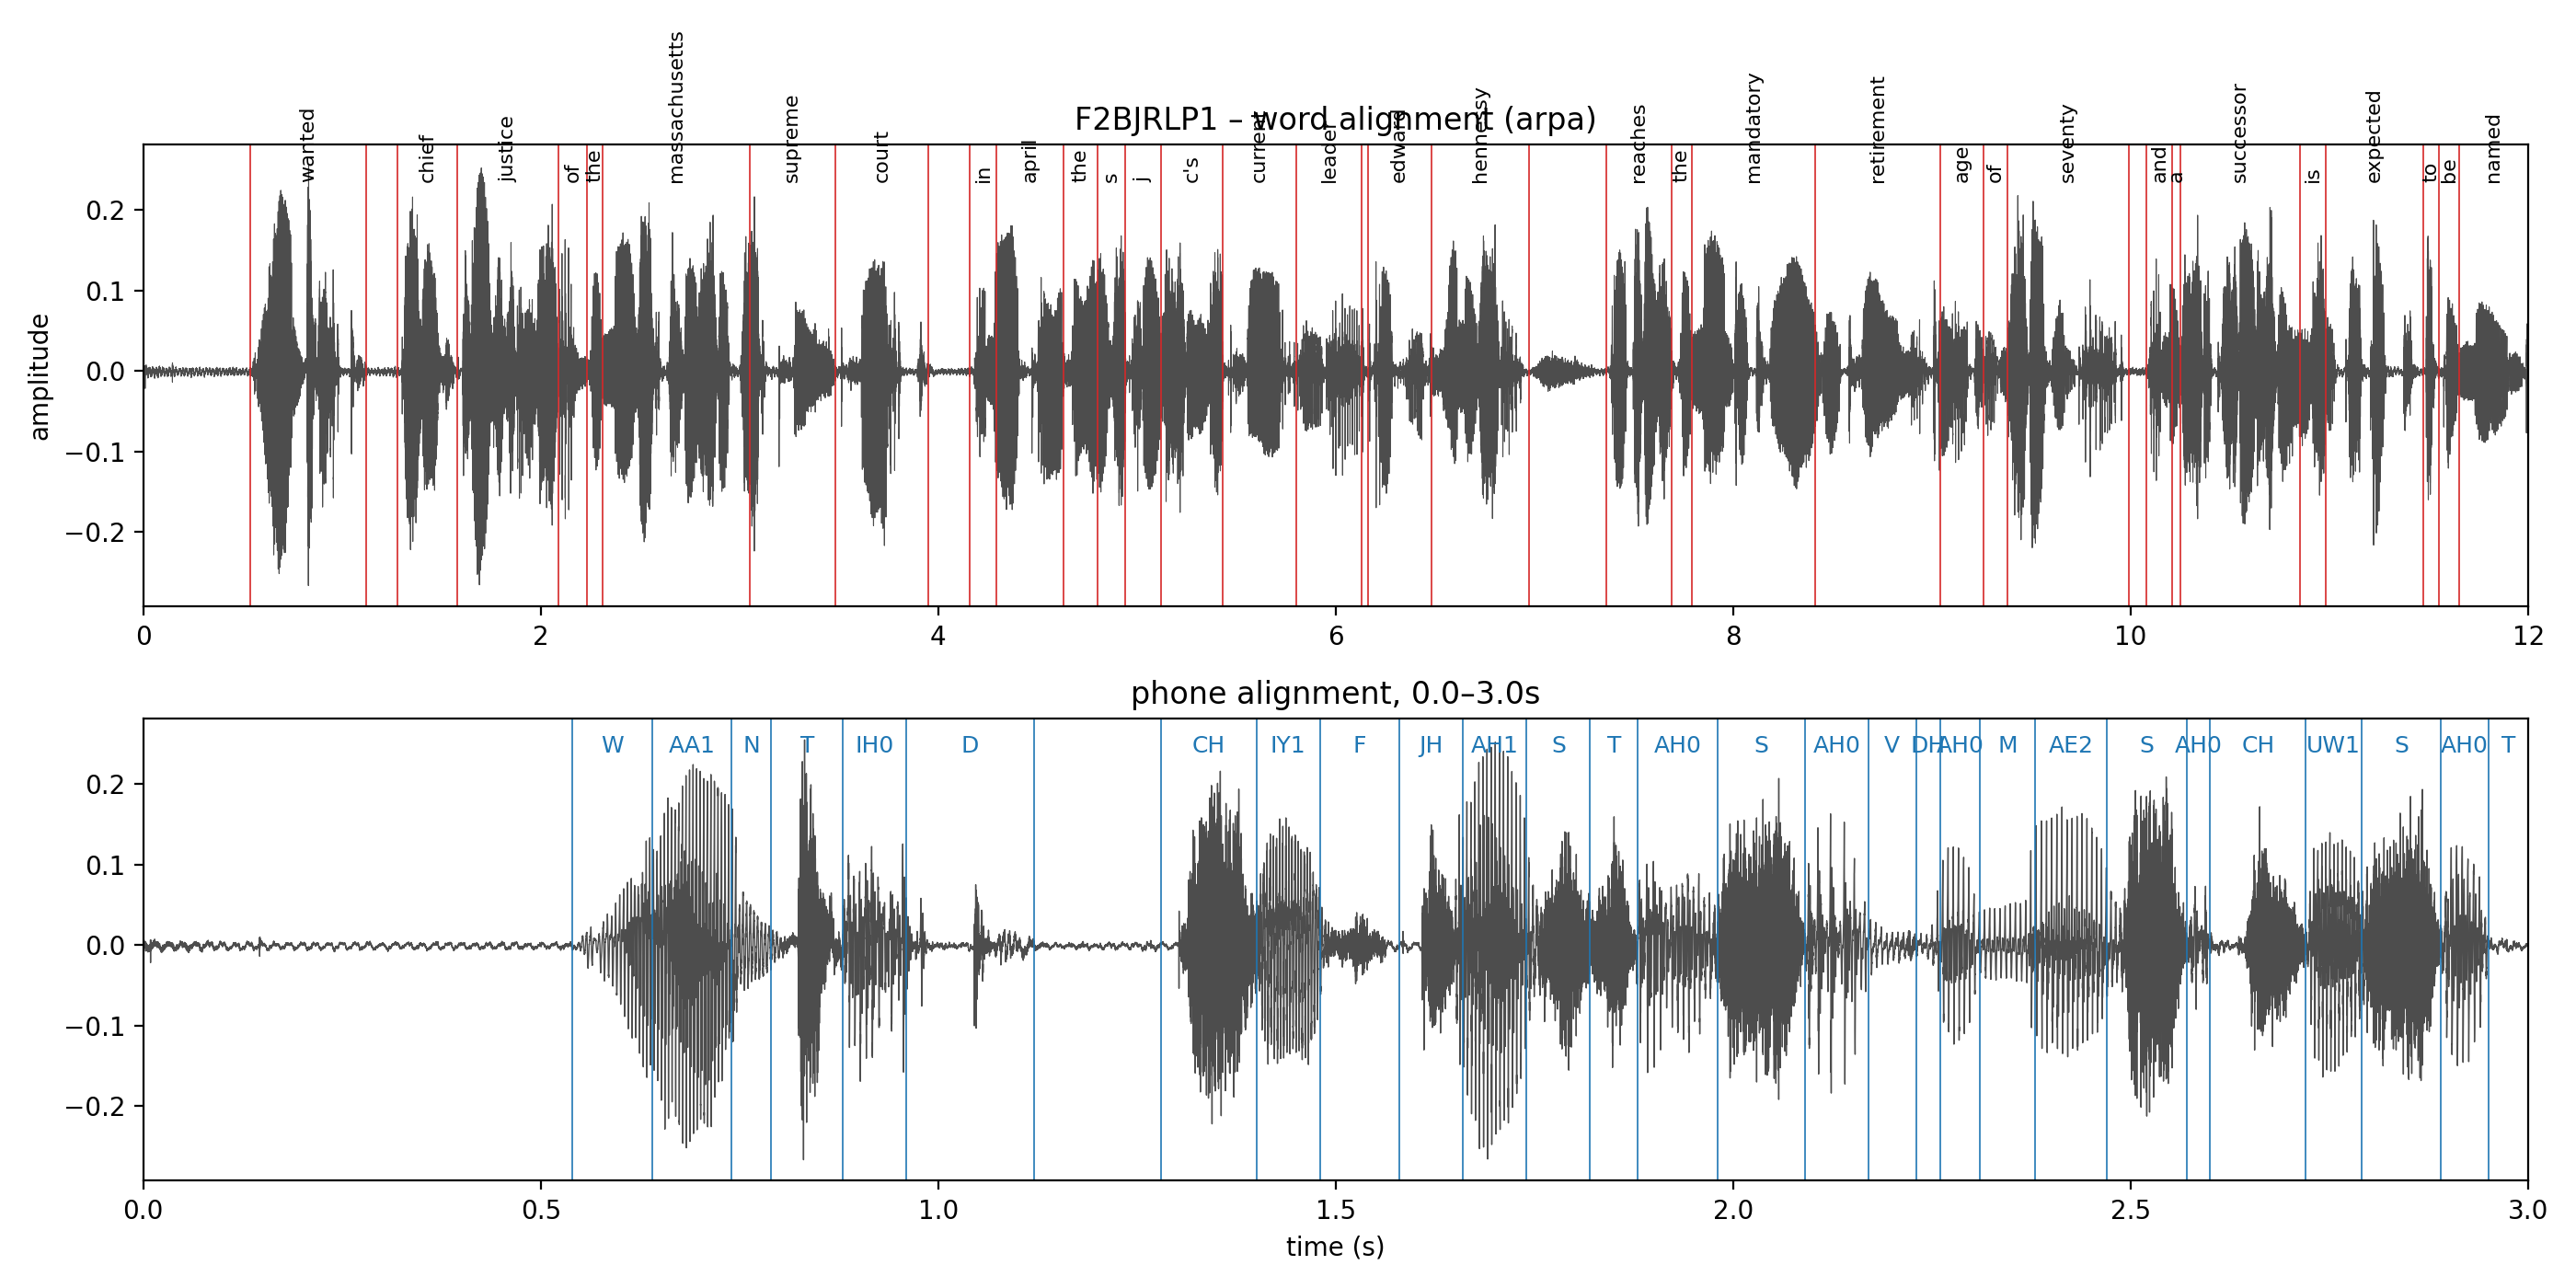 F2BJRLP1 – word alignment (arpa)
wanted chief justice of the massachusetts supreme court in april the s j c's current leader edward hennessy reaches the mandatory retirement age of seventy and a successor is expected to be named
amplitude
0.2
0.1
0.0
−0.1
−0.2
0 2 4 6 8 10 12
phone alignment, 0.0–3.0s
W AA1 N T IH0 D CH IY1 F JH AH1 S T AH0 S AH0 V DH AH0 M AE2 S AH0 CH UW1 S AH0 T
0.2
0.1
0.0
−0.1
−0.2
0.0 0.5 1.0 1.5 2.0 2.5 3.0
time (s)